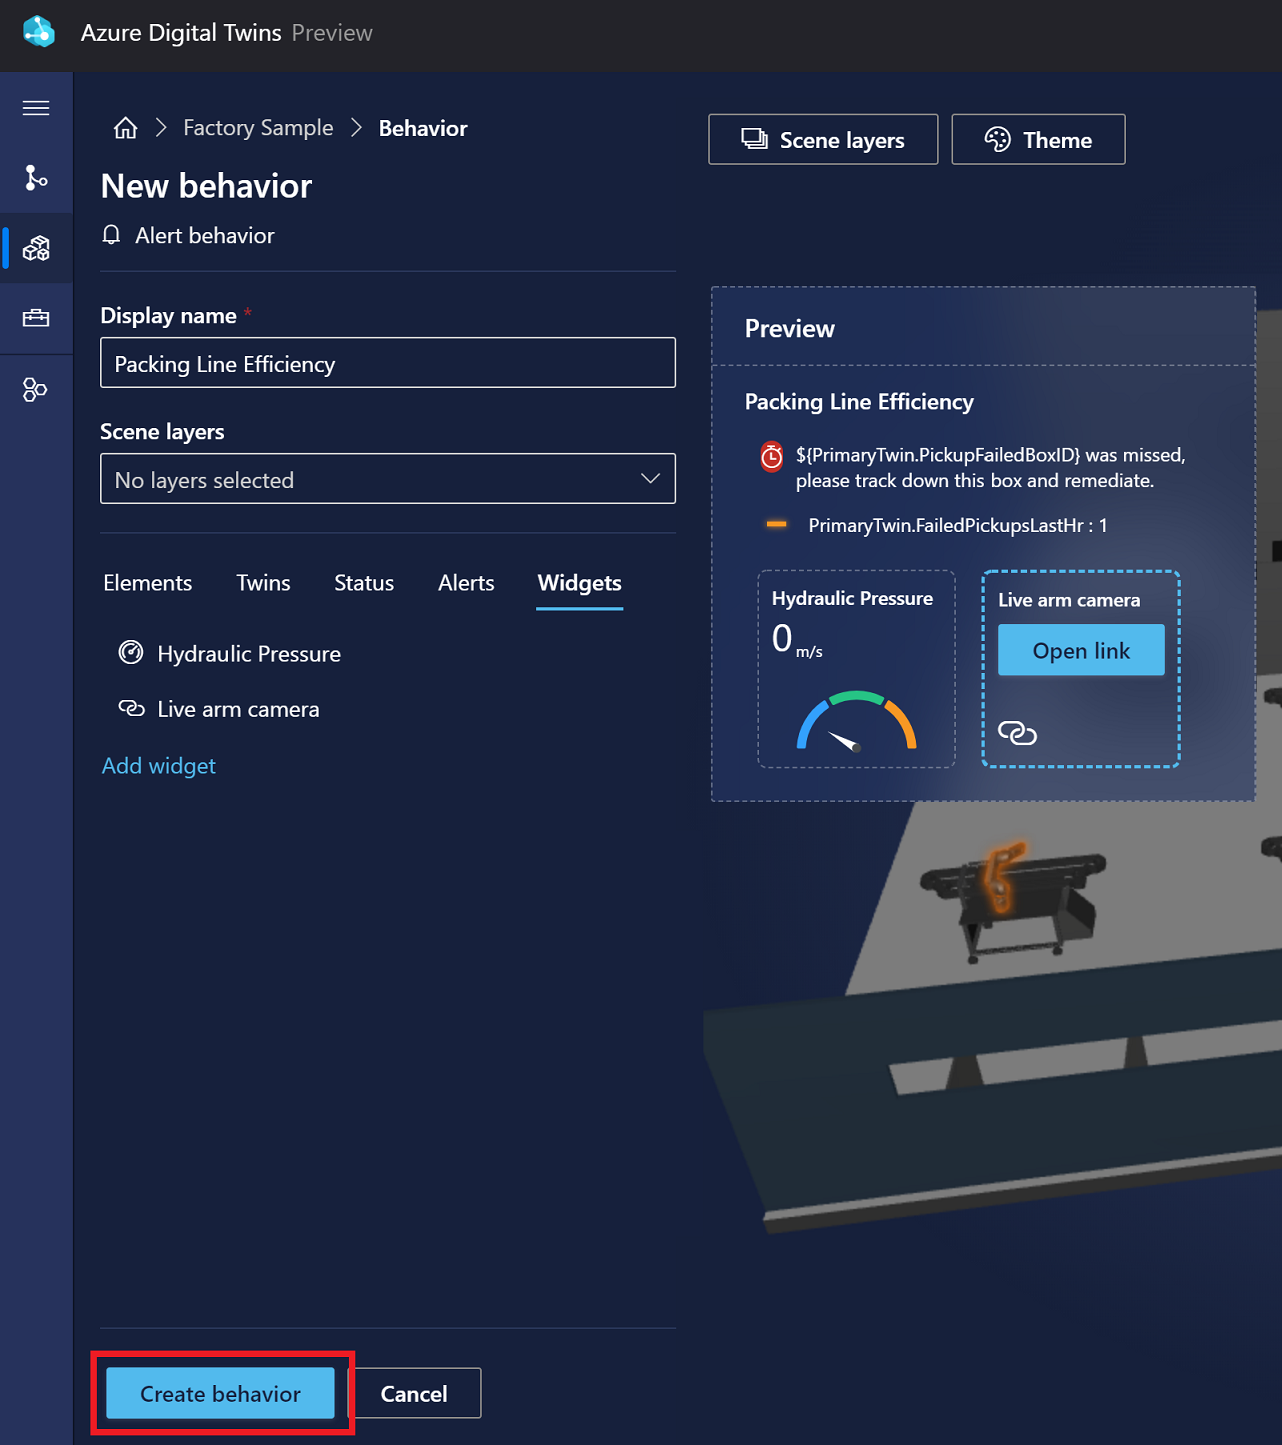 Azure Digital Twins Preview
Factory Sample
Behavior
Scene layers
Theme
New behavior
Alert behavior
Display name *
Packing Line Efficiency
Scene layers
No layers selected
Elements
Twins
Status
Alerts
Widgets
Hydraulic Pressure
Live arm camera
Add widget
Preview
Packing Line Efficiency
${PrimaryTwin.PickupFailedBoxID} was missed,
please track down this box and remediate.
PrimaryTwin.FailedPickupsLastHr : 1
Hydraulic Pressure
0 m/s
Live arm camera
Open link
Create behavior
Cancel